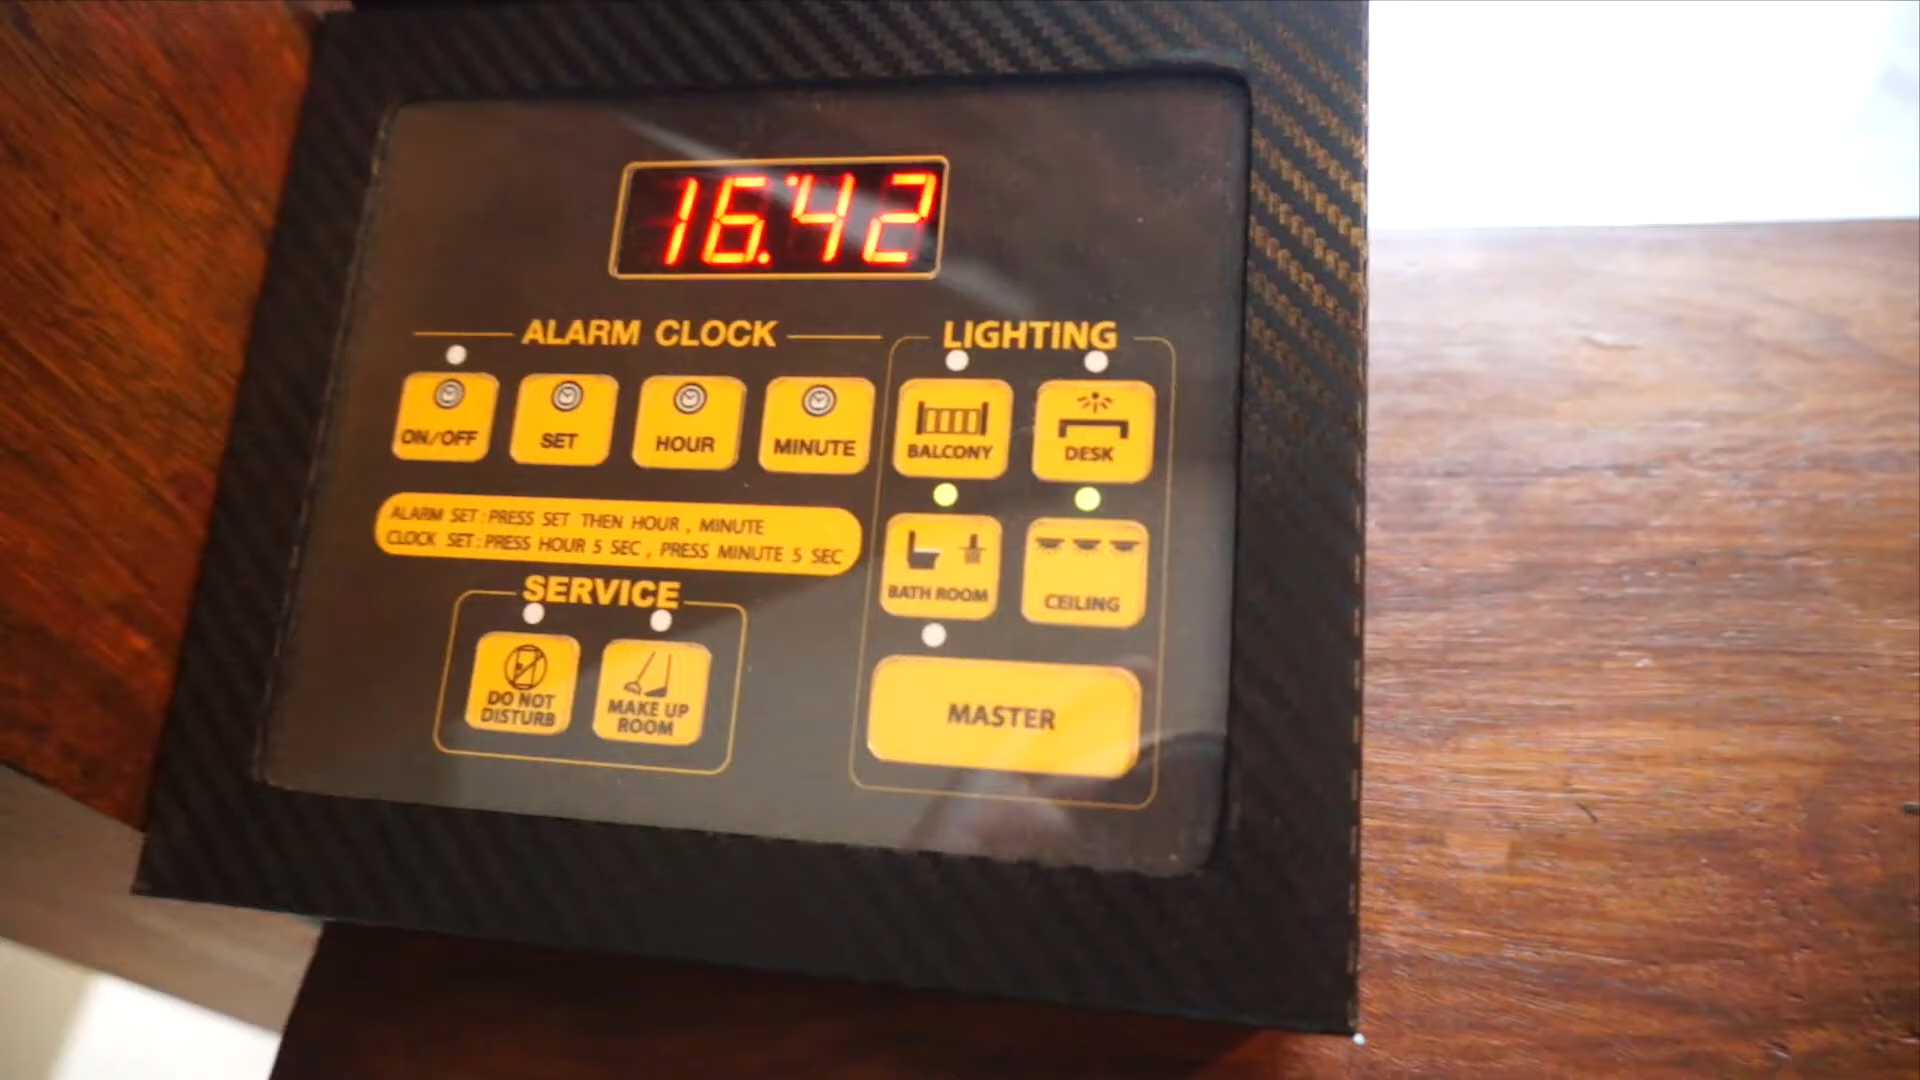 16.42
ALARM CLOCK
LIGHTING
ON/OFF
SET
HOUR
MINUTE
BALCONY
DESK
ALARM SET : PRESS SET THEN HOUR , MINUTE
CLOCK SET : PRESS HOUR 5 SEC , PRESS MINUTE 5 SEC
BATH ROOM
CEILING
SERVICE
DO NOT
DISTURB
MAKE UP
ROOM
MASTER